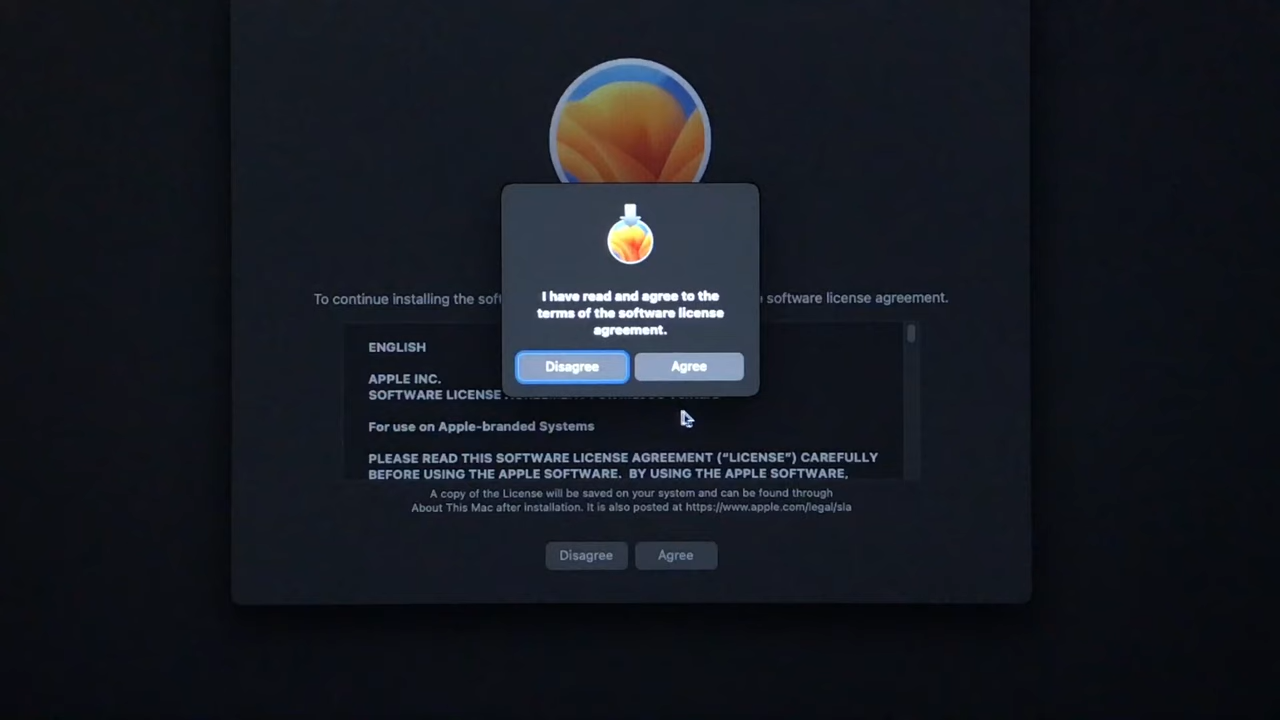 To continue installing the
software license agreement.
I have read and agree to the
terms of the software license
agreement.
Disagree
Agree
ENGLISH
APPLE INC.
SOFTWARE LICENSE
For use on Apple-branded Systems
PLEASE READ THIS SOFTWARE LICENSE AGREEMENT (“LICENSE”) CAREFULLY
BEFORE USING THE APPLE SOFTWARE. BY USING THE APPLE SOFTWARE,
A copy of the License will be saved on your system and can be found through
About This Mac after installation. It is also posted at https://www.apple.com/legal/sla
Disagree
Agree